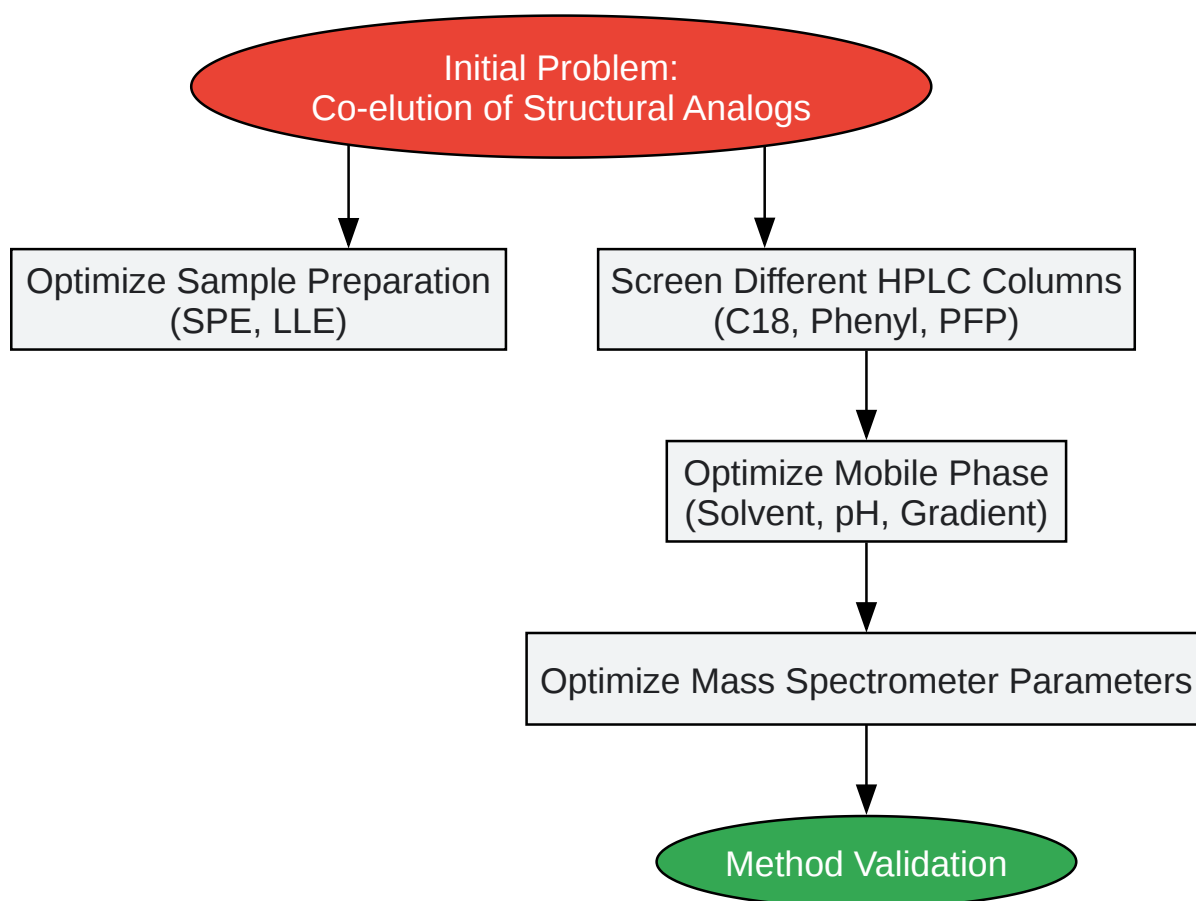 Initial Problem:
Co-elution of Structural Analogs
Optimize Sample Preparation
(SPE, LLE)
Screen Different HPLC Columns
(C18, Phenyl, PFP)
Optimize Mobile Phase
(Solvent, pH, Gradient)
Optimize Mass Spectrometer Parameters
Method Validation